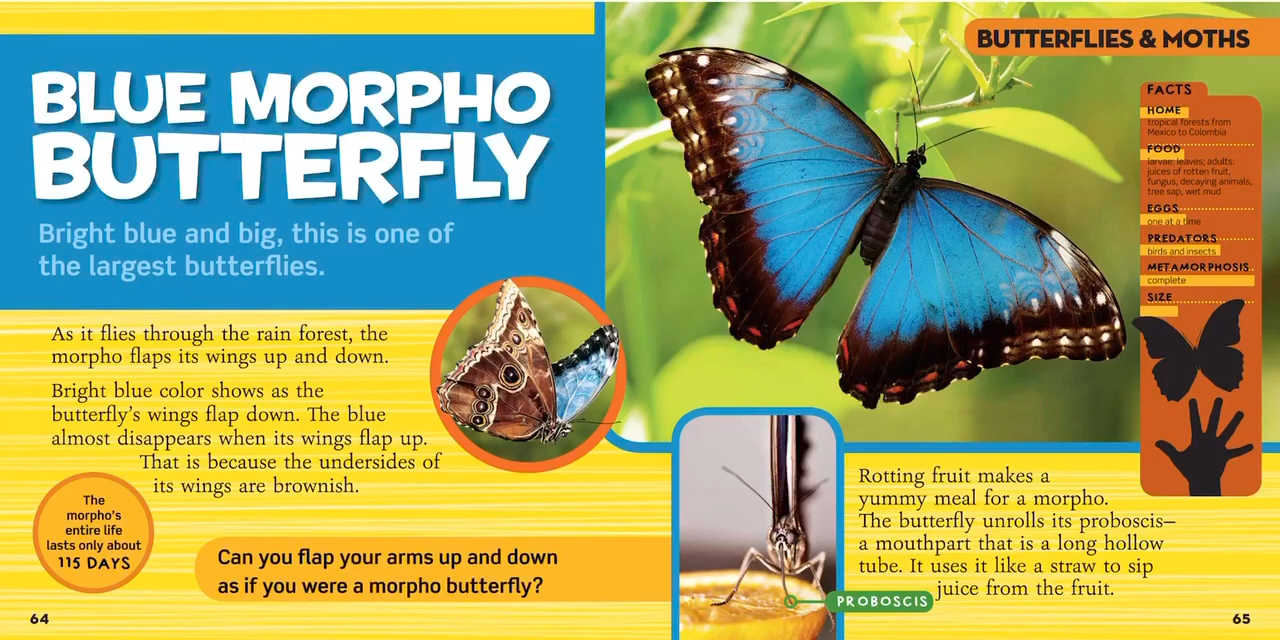 BLUE MORPHO
BUTTERFLY
Bright blue and big, this is one of
the largest butterflies.
As it flies through the rain forest, the
morpho flaps its wings up and down.
Bright blue color shows as the
butterfly’s wings flap down. The blue
almost disappears when its wings flap up.
That is because the undersides of
its wings are brownish.
The
morpho’s
entire life
lasts only about
115 DAYS
Can you flap your arms up and down
as if you were a morpho butterfly?
64
BUTTERFLIES & MOTHS
FACTS
HOME
tropical forests from
Mexico to Colombia
FOOD
larvae: leaves; adults:
juices of rotten fruit,
fungus, decaying animals,
tree sap, wet mud
EGGS
one at a time
PREDATORS
birds and insects
METAMORPHOSIS
complete
SIZE
Rotting fruit makes a
yummy meal for a morpho.
The butterfly unrolls its proboscis—
a mouthpart that is a long hollow
tube. It uses it like a straw to sip
juice from the fruit.
PROBOSCIS
65